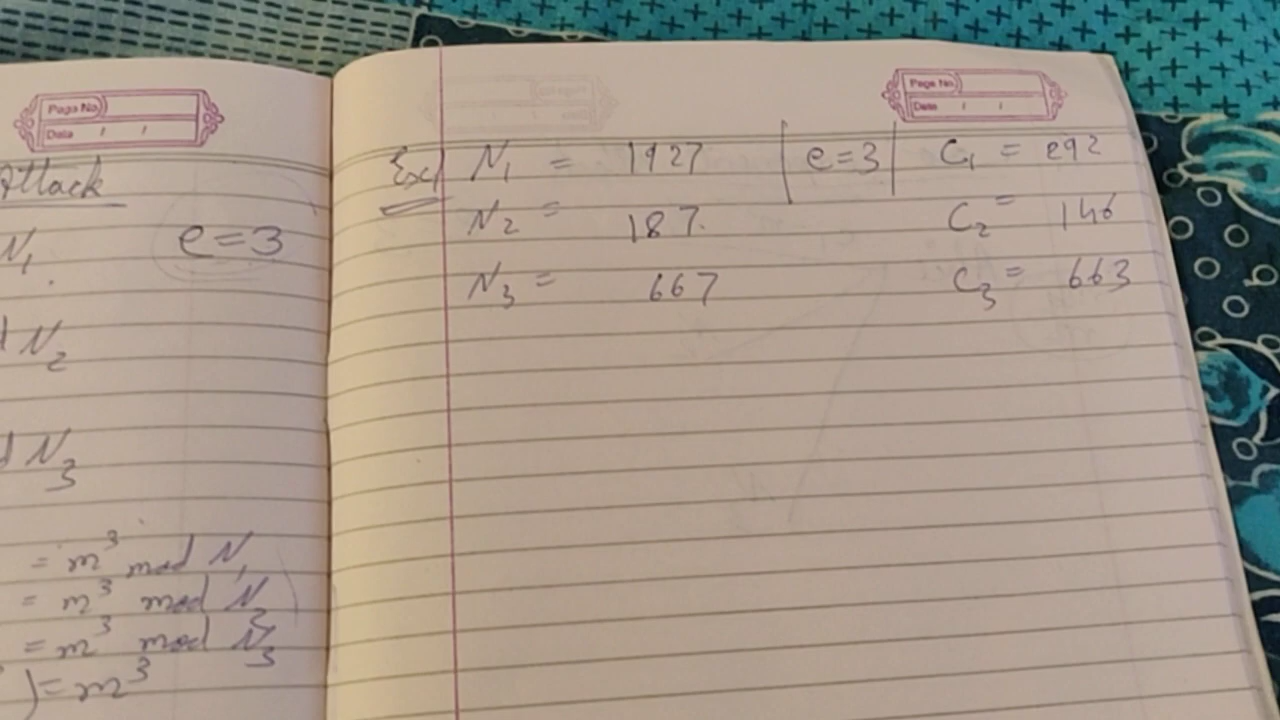 Page No
Date / /
Attack
N₁ e=3
N₂
N₃
= m³ mod N₁
= m³ mod N₂
= m³ mod N₃
)=m³
Page No
Date / /
Ex) N₁ = 1927 | e=3 | C₁ = 292
N₂ = 187. C₂ = 146
N₃ = 667 C₃ = 663